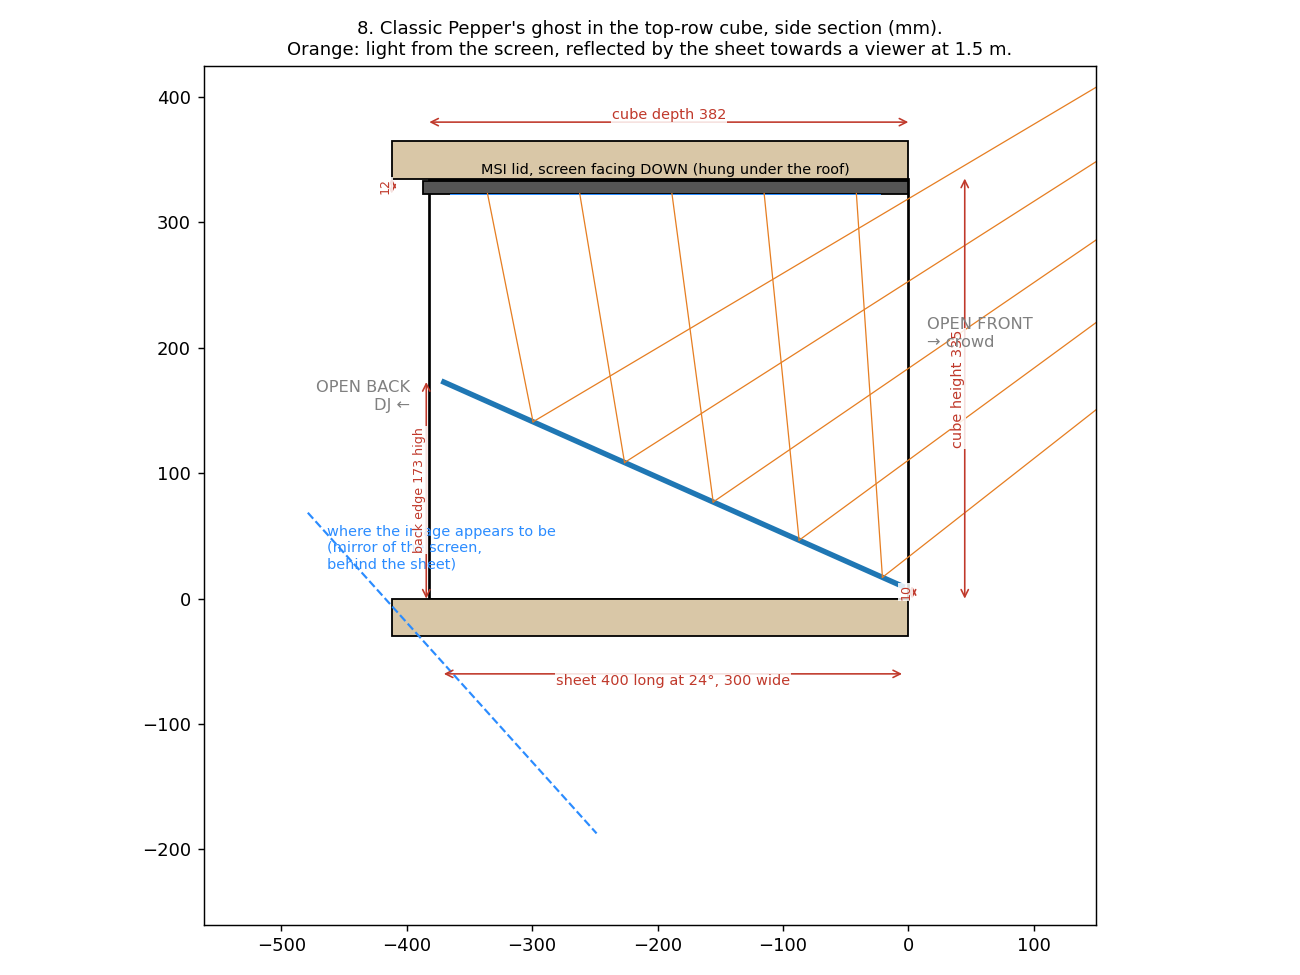 8. Classic Pepper's ghost in the top-row cube, side section (mm).
Orange: light from the screen, reflected by the sheet towards a viewer at 1.5 m.
400
300
200
100
0
−100
−200
cube depth 382
MSI lid, screen facing DOWN (hung under the roof)
12
OPEN FRONT
→ crowd
cube height 335
OPEN BACK
DJ ←
back edge 173 high
where the image appears to be
(mirror of the screen,
behind the sheet)
10
sheet 400 long at 24°, 300 wide
−500
−400
−300
−200
−100
0
100